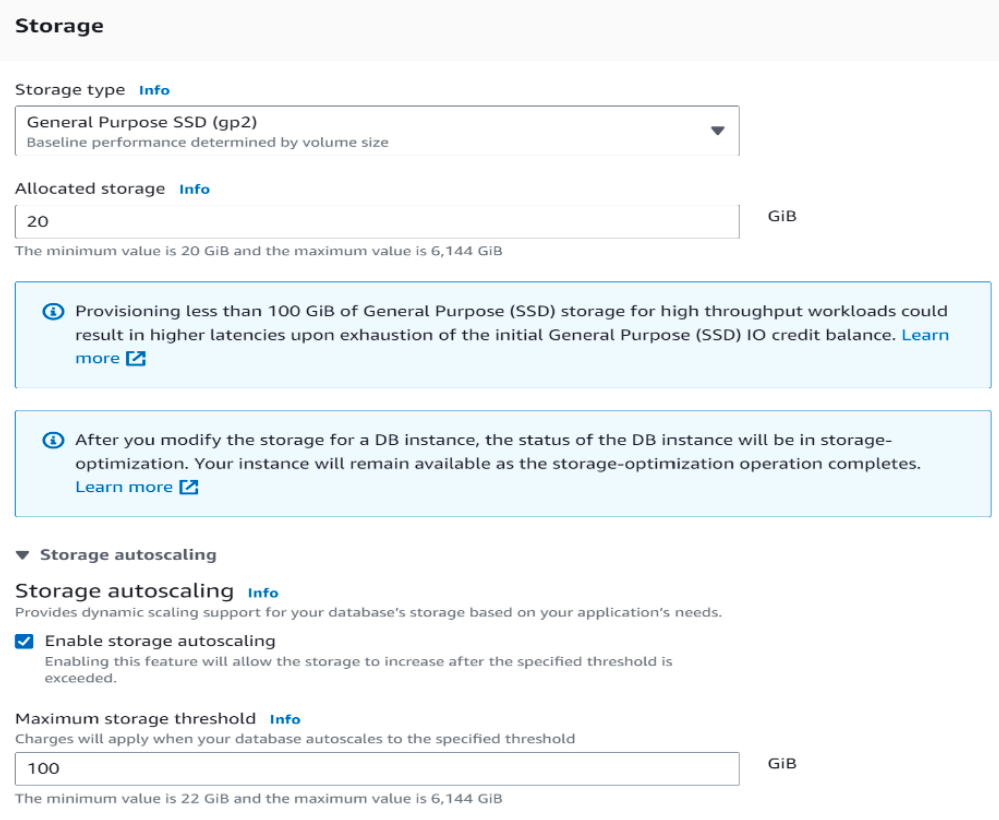 Storage
Storage type Info
General Purpose SSD (gp2)
Baseline performance determined by volume size
Allocated storage Info
20
GiB
The minimum value is 20 GiB and the maximum value is 6,144 GiB
Provisioning less than 100 GiB of General Purpose (SSD) storage for high throughput workloads could
result in higher latencies upon exhaustion of the initial General Purpose (SSD) IO credit balance. Learn
more
After you modify the storage for a DB instance, the status of the DB instance will be in storage-
optimization. Your instance will remain available as the storage-optimization operation completes.
Learn more
Storage autoscaling
Storage autoscaling Info
Provides dynamic scaling support for your database's storage based on your application's needs.
Enable storage autoscaling
Enabling this feature will allow the storage to increase after the specified threshold is
exceeded.
Maximum storage threshold Info
Charges will apply when your database autoscales to the specified threshold
100
GiB
The minimum value is 22 GiB and the maximum value is 6,144 GiB